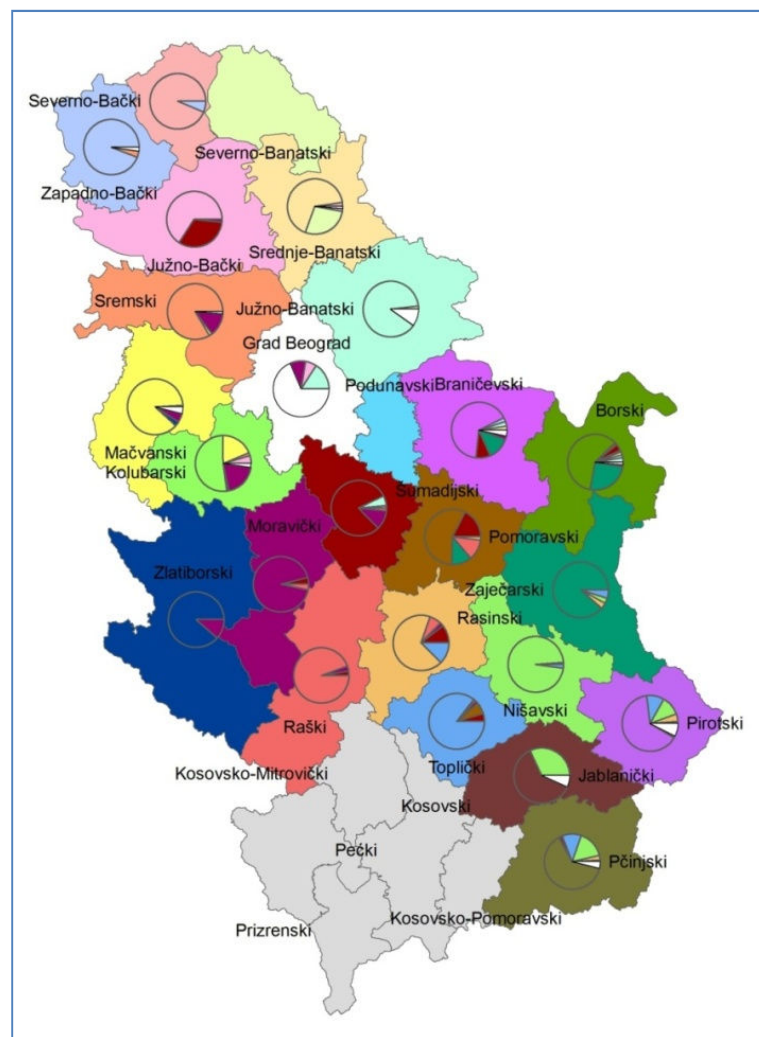 Severno-Bački
Severno-Banatski
Zapadno-Bački
Južno-Bački
Srednje-Banatski
Sremski
Južno-Banatski
Grad Beograd
Podunavski
Braničevski
Borski
Mačvanski
Kolubarski
Šumadijski
Moravički
Pomoravski
Zlatiborski
Zaječarski
Rasinski
Nišavski
Raški
Pirotski
Toplički
Kosovsko-Mitrovički
Jablanički
Kosovski
Pećki
Pčinjski
Kosovsko-Pomoravski
Prizrenski